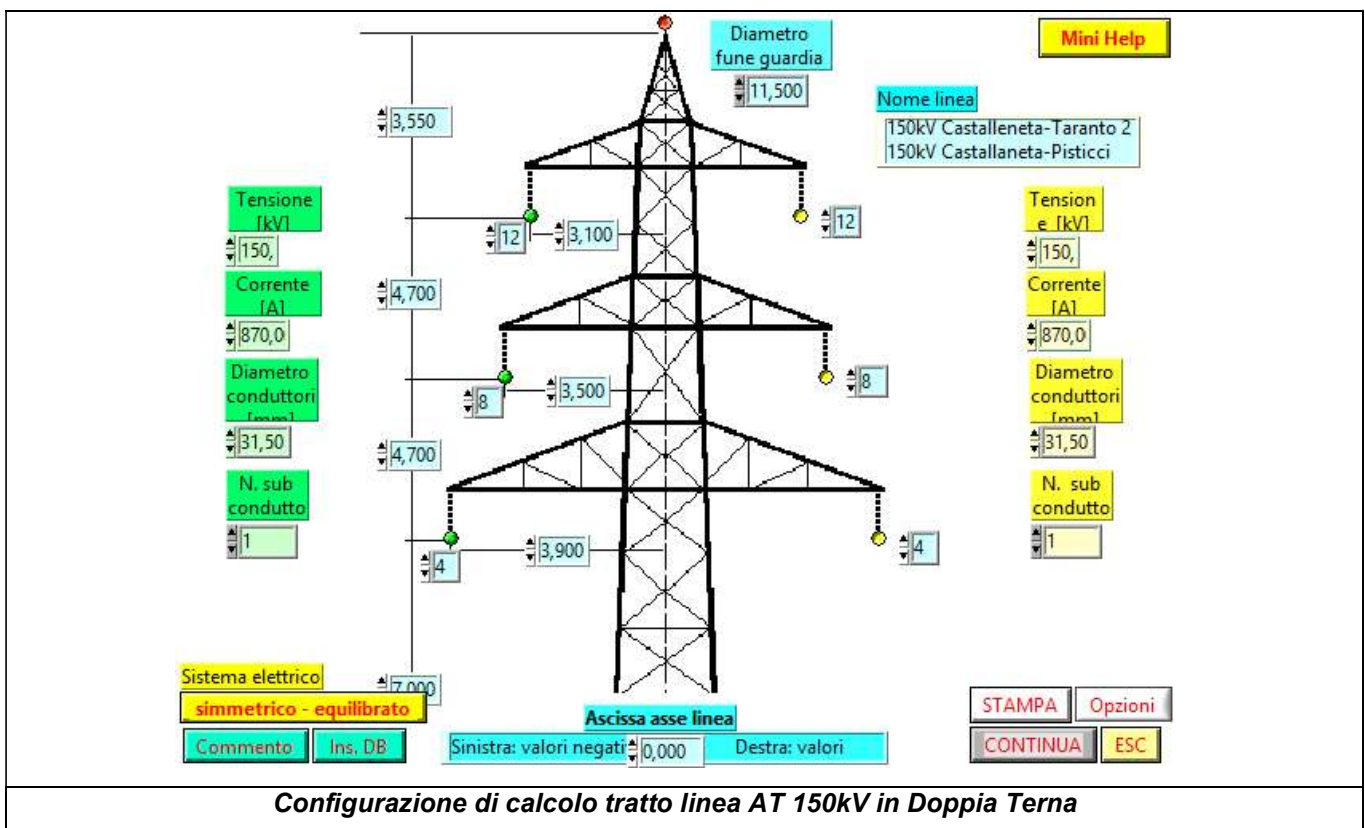 Diametro
fune guardia
11,500
Mini Help
Nome linea
150kV Castalleneta-Taranto 2
150kV Castallaneta-Pisticci
3,550
Tensione
[kV]
150,
12
3,100
12
Tension
e [kV]
150,
Corrente
[A]
870,0
4,700
Corrente
[A]
870,0
Diametro
conduttori
[mm]
31,50
8
3,500
8
Diametro
conduttori
[mm]
31,50
4,700
N. sub
condutto
1
4
3,900
4
N. sub
condutto
1
Sistema elettrico
simmetrico - equilibrato
7,000
Commento
Ins. DB
Ascissa asse linea
Sinistra: valori negati
0,000
Destra: valori
STAMPA
Opzioni
CONTINUA
ESC
Configurazione di calcolo tratto linea AT 150kV in Doppia Terna